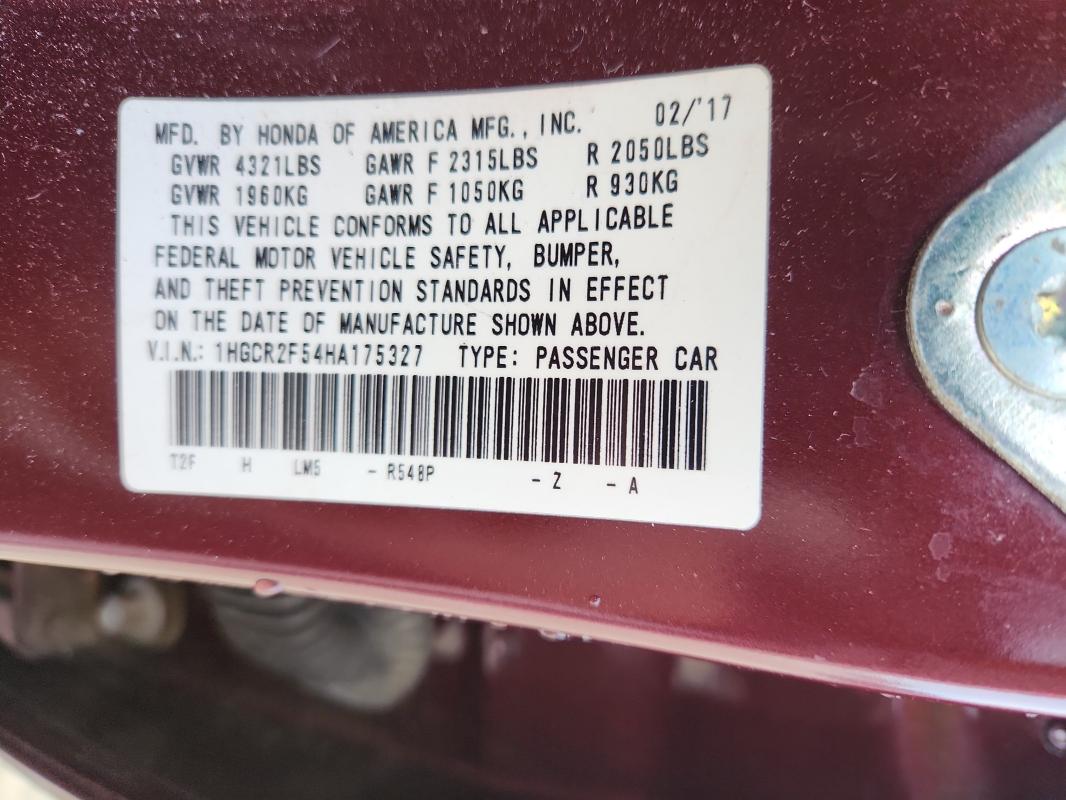 MFD. BY HONDA OF AMERICA MFG., INC. 02/'17
GVWR 4321LBS GAWR F 2315LBS R 2050LBS
GVWR 1960KG GAWR F 1050KG R 930KG
THIS VEHICLE CONFORMS TO ALL APPLICABLE
FEDERAL MOTOR VEHICLE SAFETY, BUMPER,
AND THEFT PREVENTION STANDARDS IN EFFECT
ON THE DATE OF MANUFACTURE SHOWN ABOVE.
V.I.N.: 1HGCR2F54HA175327 TYPE: PASSENGER CAR
T2F H LM5 - R548P - Z - A